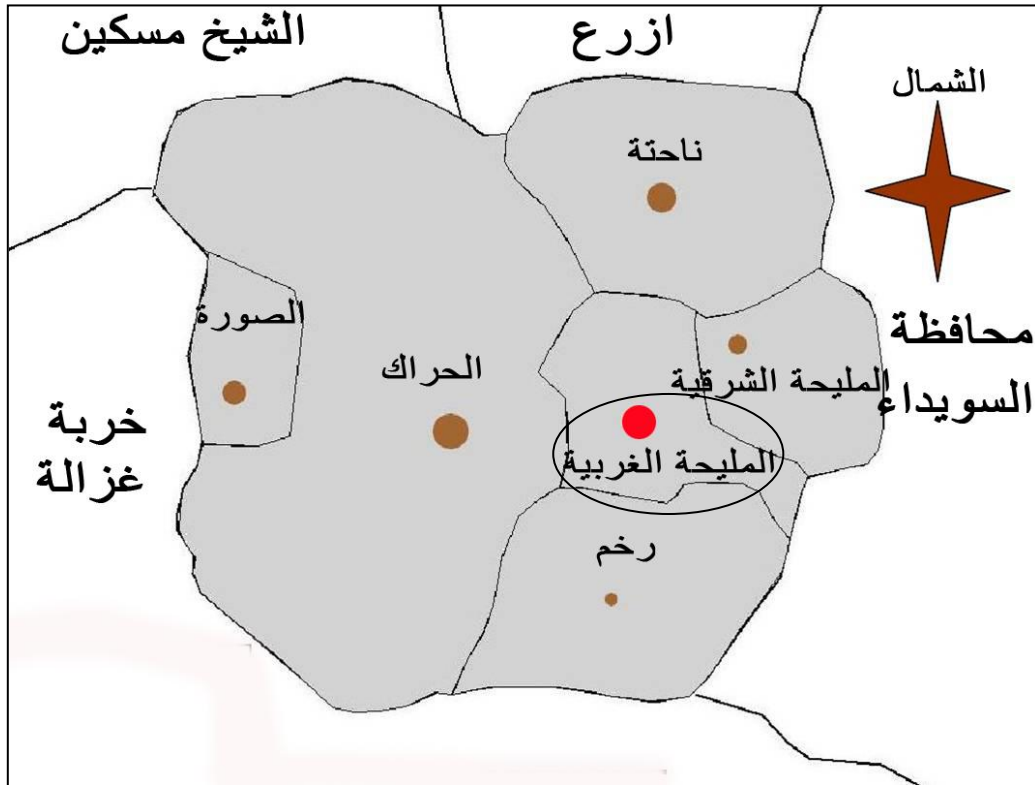 الشيخ مسكين
ازرع
الشمال
ناحتة
محافظة
السويداء
الصورة
الحراك
المليحة الشرقية
خربة
غزالة
المليحة الغربية
رخم